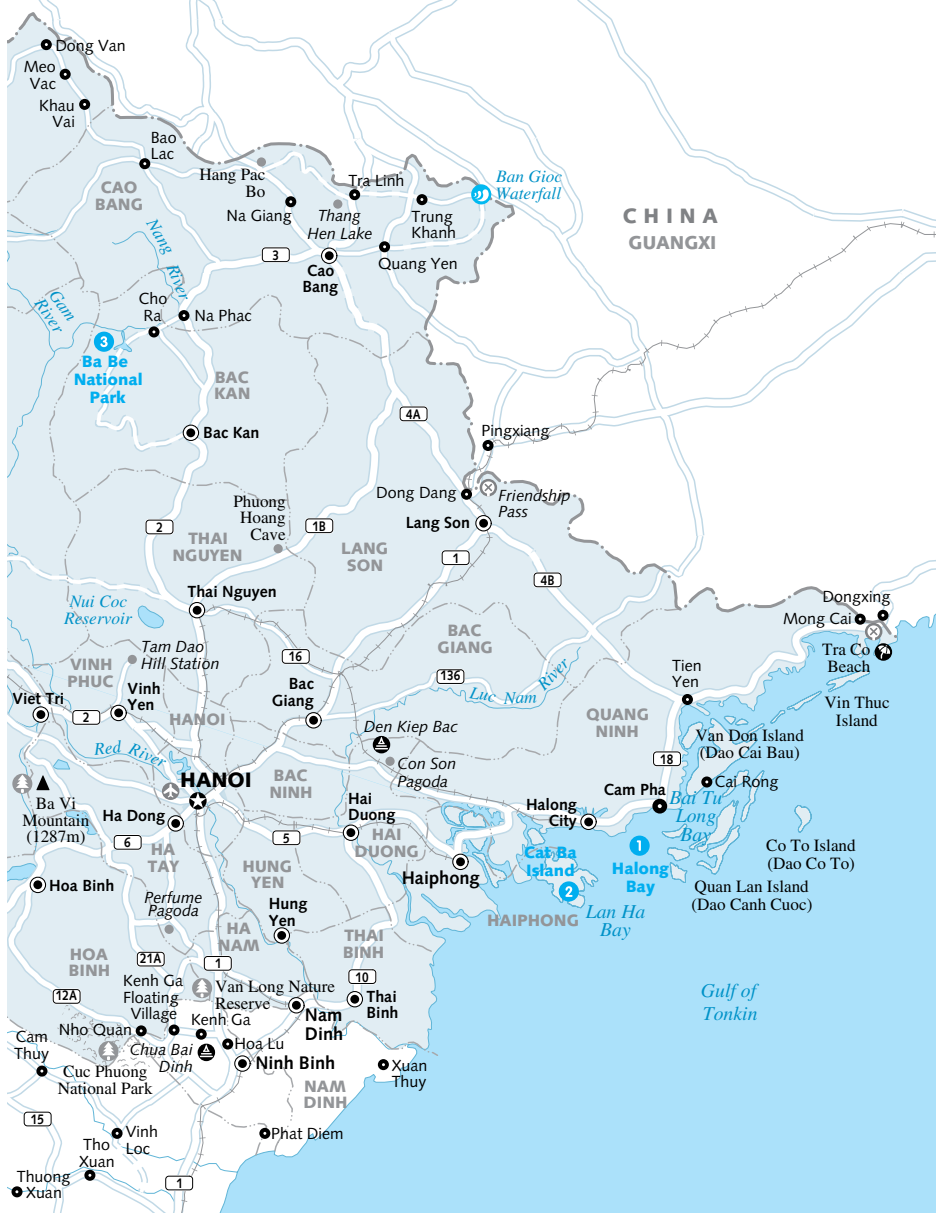 Dong Van
Meo
Vac
Khau
Vai
Bao
Lac
Hang Pac
Bo
Tra Linh
Ban Gioc
Waterfall
CAO
BANG
Na Giang
Thang
Hen Lake
Trung
Khanh
CHINA
GUANGXI
Nang River
3
Cao
Bang
Quang Yen
Gam
River
Cho
Ra
Na Phac
3
Ba Be
National
Park
BAC
KAN
4A
Bac Kan
Pingxiang
Dong Dang
Friendship
Pass
Phuong
Hoang
Cave
2
1B
Lang Son
THAI
NGUYEN
LANG
SON
1
4B
Thai Nguyen
Nui Coc
Reservoir
Dongxing
Mong Cai
Tra Co
Beach
BAC
GIANG
Tam Dao
Hill Station
16
VINH
PHUC
136
Luc Nam River
Tien
Yen
Vin Thuc
Island
Viet Tri
2
Vinh
Yen
HANOI
Bac
Giang
QUANG
NINH
Den Kiep Bac
Van Don Island
(Dao Cai Bau)
Red River
18
Con Son
Pagoda
HANOI
BAC
NINH
Cai Rong
Cam Pha
Bai Tu
Long
Bay
Ba Vi
Mountain
(1287m)
Ha Dong
Hai
Duong
Halong
City
6
5
HA
TAY
HAI
DUONG
Co To Island
(Dao Co To)
1
Halong
Bay
Cat Ba
Island
2
HUNG
YEN
Haiphong
Hoa Binh
Quan Lan Island
(Dao Canh Cuoc)
Perfume
Pagoda
Hung
Yen
HAIPHONG
Lan Ha
Bay
HA
NAM
THAI
BINH
HOA
BINH
21A
1
10
Kenh Ga
Floating
Village
Van Long Nature
Reserve
12A
Thai
Binh
Gulf of
Tonkin
Kenh Ga
Nam
Dinh
Nho Quan
Cam
Thuy
Chua Bai
Dinh
Hoa Lu
Ninh Binh
Cuc Phuong
National Park
Xuan
Thuy
NAM
DINH
15
Vinh
Loc
Phat Diem
Tho
Xuan
Thuong
Xuan
1